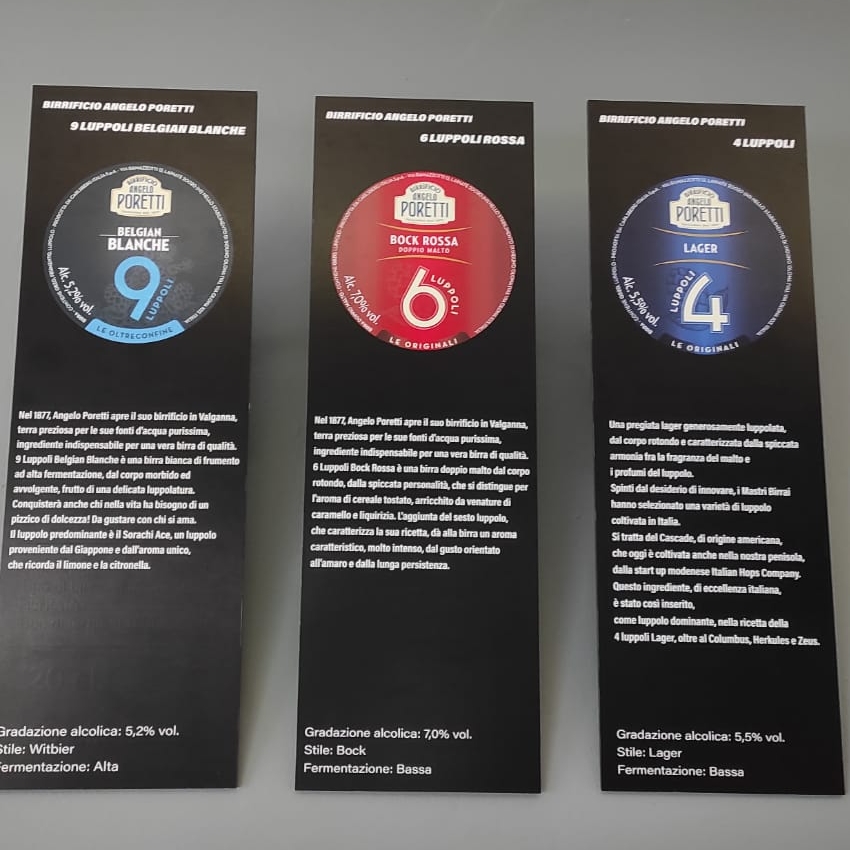 BIRRIFICIO ANGELO PORETTI
9 LUPPOLI BELGIAN BLANCHE
BIRRIFICIO
ANGELO
PORETTI
BELGIAN
BLANCHE
9
LUPPOLI
Alc. 5,2% vol.
LE OLTRECONFINE
Nel 1877, Angelo Poretti apre il suo birrificio in Valganna,
terra preziosa per le sue fonti d'acqua purissima,
ingrediente indispensabile per una vera birra di qualità.
9 Luppoli Belgian Blanche è una birra bianca di frumento
ad alta fermentazione, dal corpo morbido ed
avvolgente, frutto di una delicata luppolatura.
Conquisterà anche chi nella vita ha bisogno di un
pizzico di dolcezza! Da gustare con chi si ama.
Il luppolo predominante è il Sorachi Ace, un luppolo
proveniente dal Giappone e dall'aroma unico,
che ricorda il limone e la citronella.
Gradazione alcolica: 5,2% vol.
Stile: Witbier
Fermentazione: Alta
BIRRIFICIO ANGELO PORETTI
6 LUPPOLI ROSSA
BIRRIFICIO
ANGELO
PORETTI
BOCK ROSSA
DOPPIO MALTO
6
LUPPOLI
Alc. 7,0% vol.
LE ORIGINALI
Nel 1877, Angelo Poretti apre il suo birrificio in Valganna,
terra preziosa per le sue fonti d'acqua purissima,
ingrediente indispensabile per una vera birra di qualità.
6 Luppoli Bock Rossa è una birra doppio malto dal corpo
rotondo, dalla spiccata personalità, che si distingue per
l'aroma di cereale tostato, arricchito da venature di
caramello e liquirizia. L'aggiunta del sesto luppolo,
che caratterizza la sua ricetta, dà alla birra un aroma
caratteristico, molto intenso, dal gusto orientato
all'amaro e dalla lunga persistenza.
Gradazione alcolica: 7,0% vol.
Stile: Bock
Fermentazione: Bassa
BIRRIFICIO ANGELO PORETTI
4 LUPPOLI
BIRRIFICIO
ANGELO
PORETTI
LAGER
4
LUPPOLI
Alc. 5,5% vol.
LE ORIGINALI
Una pregiata lager generosamente luppolata,
dal corpo rotondo e caratterizzata dalla spiccata
armonia fra la fragranza del malto e
i profumi del luppolo.
Spinti dal desiderio di innovare, i Mastri Birrai
hanno selezionato una varietà di luppolo
coltivata in Italia.
Si tratta del Cascade, di origine americana,
che oggi è coltivata anche nella nostra penisola,
dalla start up modenese Italian Hops Company.
Questo ingrediente, di eccellenza italiana,
è stato così inserito,
come luppolo dominante, nella ricetta della
4 luppoli Lager, oltre al Columbus, Herkules e Zeus.
Gradazione alcolica: 5,5% vol.
Stile: Lager
Fermentazione: Bassa